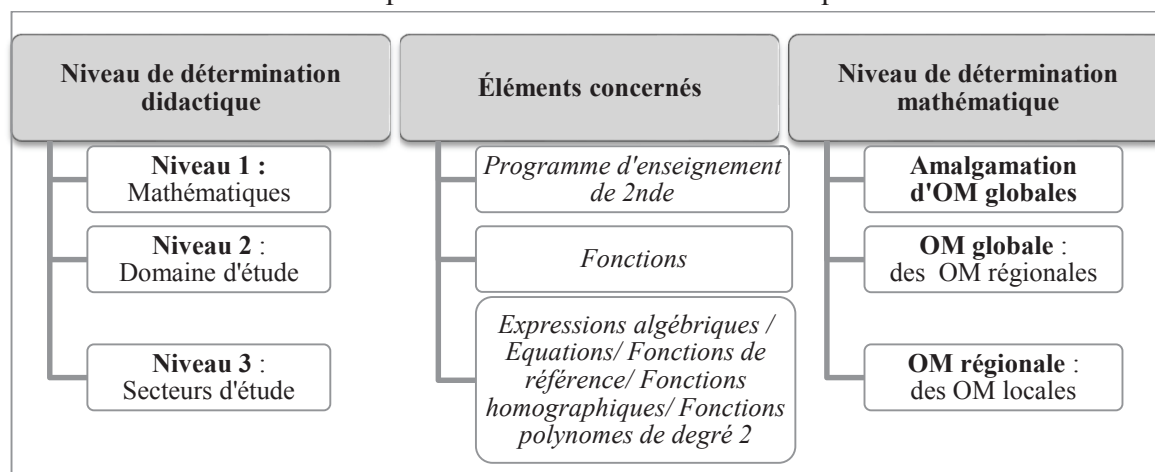 Niveau de détermination
didactique
Niveau 1 :
Mathématiques
Niveau 2 :
Domaine d'étude
Niveau 3 :
Secteurs d'étude
Éléments concernés
Programme d'enseignement
de 2nde
Fonctions
Expressions algébriques /
Equations/ Fonctions de
référence/ Fonctions
homographiques/ Fonctions
polynomes de degré 2
Niveau de détermination
mathématique
Amalgamation
d'OM globales
OM globale :
des OM régionales
OM régionale :
des OM locales